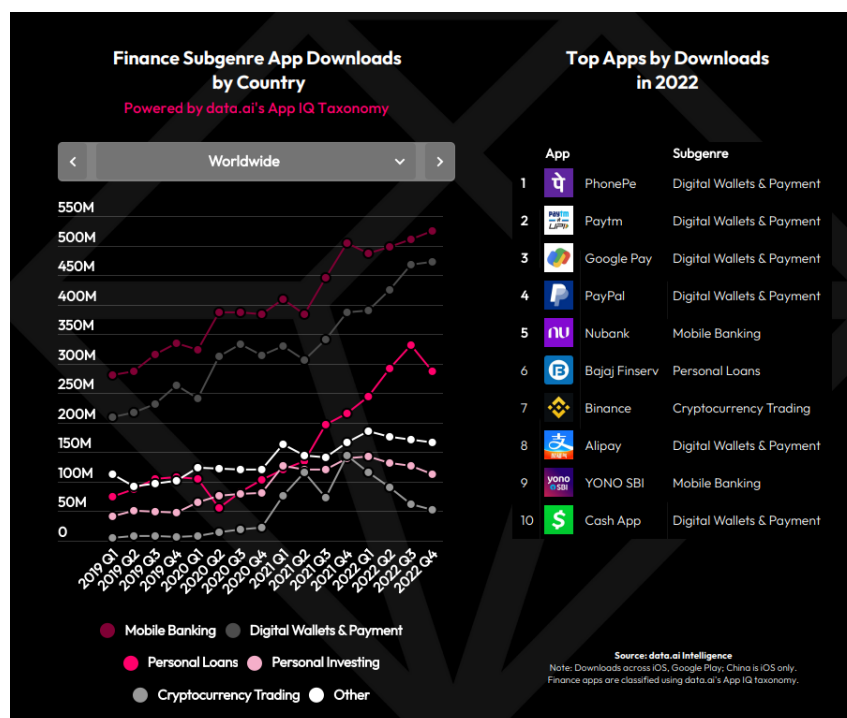 Finance Subgenre App Downloads
by Country
Powered by data.ai's App IQ Taxonomy
Worldwide
550M
500M
450M
400M
350M
300M
250M
200M
150M
100M
50M
0
2019 Q1
2019 Q2
2019 Q3
2019 Q4
2020 Q1
2020 Q2
2020 Q3
2020 Q4
2021 Q1
2021 Q2
2021 Q3
2021 Q4
2022 Q1
2022 Q2
2022 Q3
2022 Q4
Mobile Banking
Digital Wallets & Payment
Personal Loans
Personal Investing
Cryptocurrency Trading
Other
Top Apps by Downloads
in 2022
App Subgenre
1 पे PhonePe Digital Wallets & Payment
2 Paytm UPI Paytm Digital Wallets & Payment
3 Google Pay Digital Wallets & Payment
4 PayPal Digital Wallets & Payment
5 nu Nubank Mobile Banking
6 B Bajaj Finserv Personal Loans
7 Binance Cryptocurrency Trading
8 支 Alipay Digital Wallets & Payment
9 yono SBI YONO SBI Mobile Banking
10 $ Cash App Digital Wallets & Payment
Source: data.ai Intelligence
Note: Downloads across iOS, Google Play; China is iOS only.
Finance apps are classified using data.ai's App IQ taxonomy.